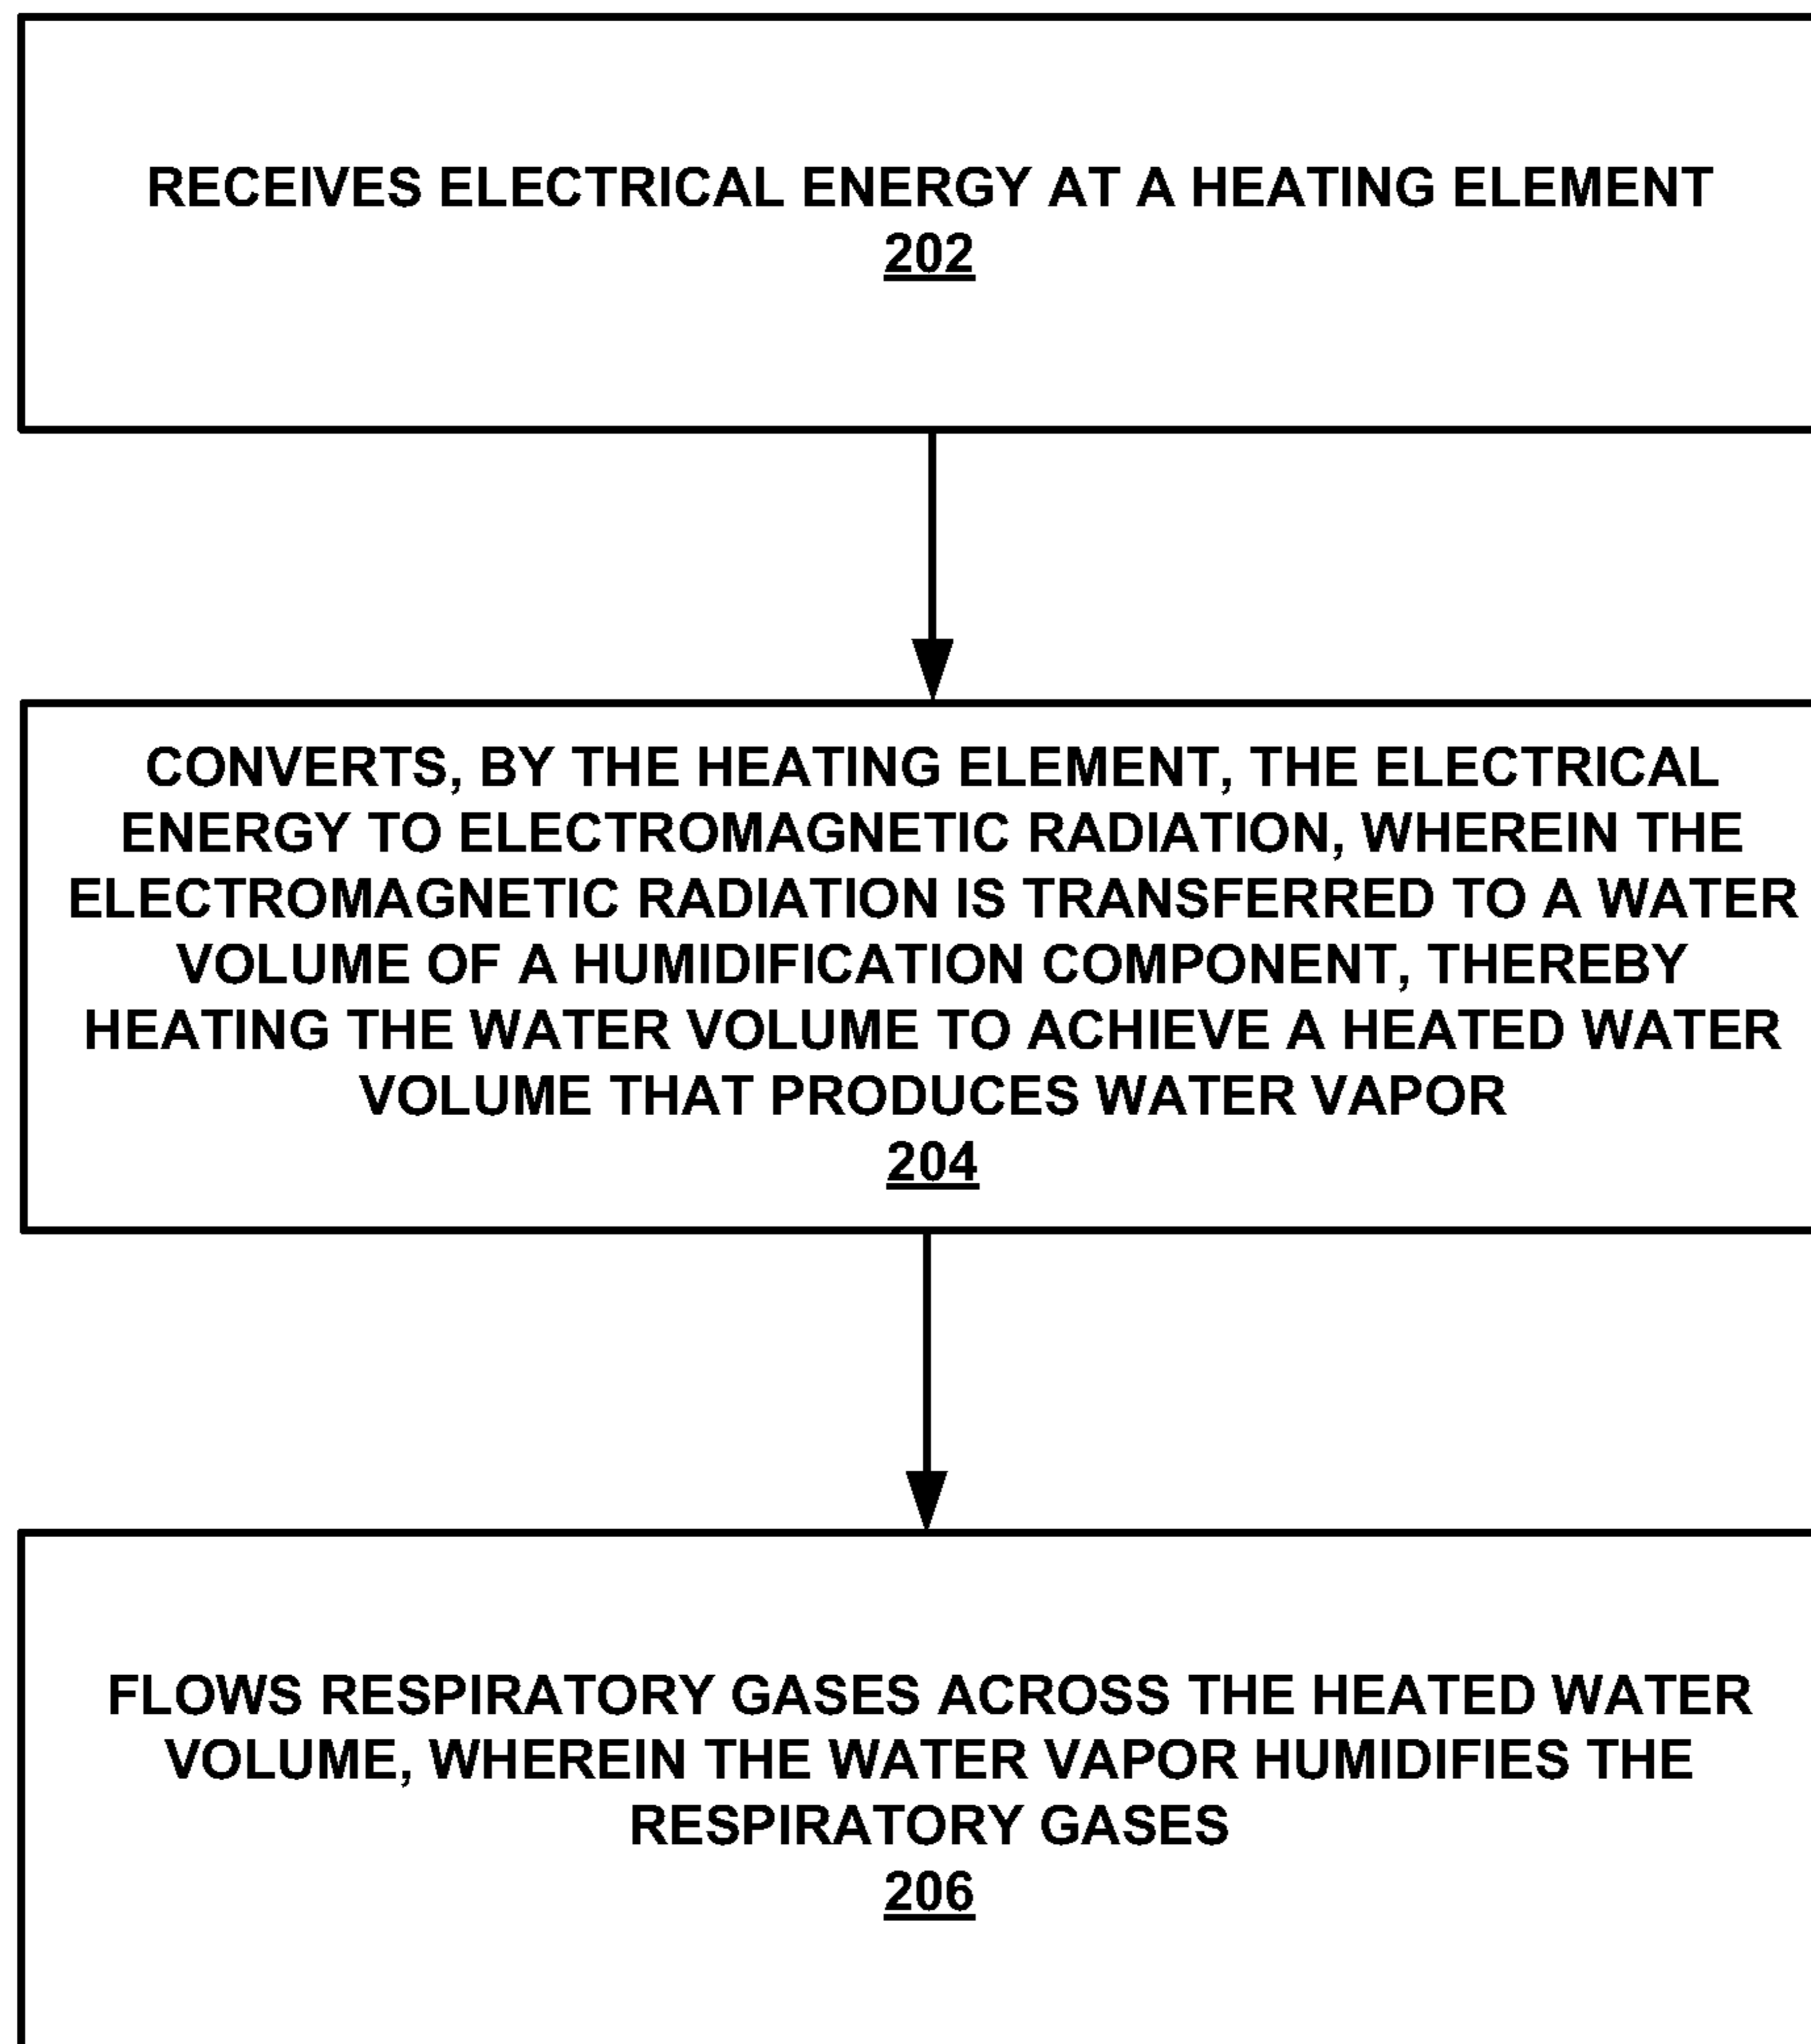 RECEIVES ELECTRICAL ENERGY AT A HEATING ELEMENT
202
CONVERTS, BY THE HEATING ELEMENT, THE ELECTRICAL
ENERGY TO ELECTROMAGNETIC RADIATION, WHEREIN THE
ELECTROMAGNETIC RADIATION IS TRANSFERRED TO A WATER
VOLUME OF A HUMIDIFICATION COMPONENT, THEREBY
HEATING THE WATER VOLUME TO ACHIEVE A HEATED WATER
VOLUME THAT PRODUCES WATER VAPOR
204
FLOWS RESPIRATORY GASES ACROSS THE HEATED WATER
VOLUME, WHEREIN THE WATER VAPOR HUMIDIFIES THE
RESPIRATORY GASES
206